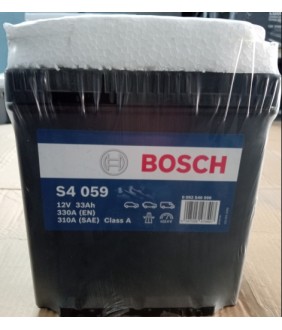 BOSCH
S4 059
12V 33Ah
330A (EN)
310A (SAE) Class A